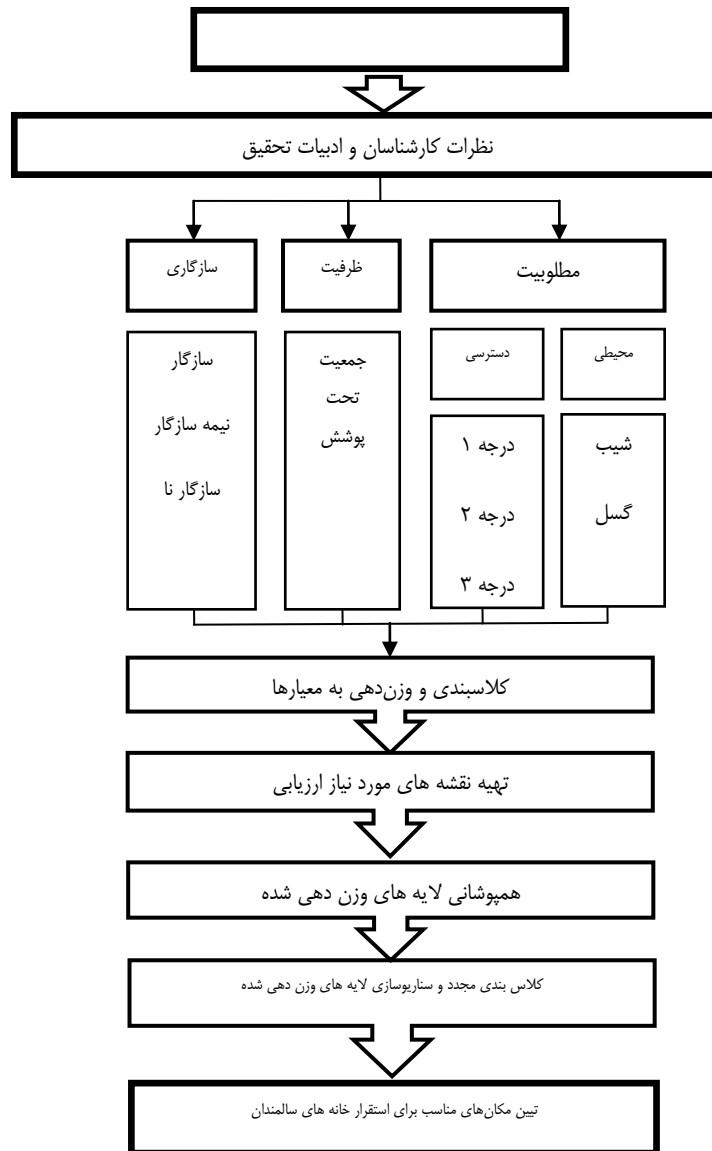 نظرات کارشناسان و ادبیات تحقیق
مطلوبیت
ظرفیت
سازگاری
محیطی
دسترسی
شیب
گسل
درجه ۱
درجه ۲
درجه ۳
جمعیت
تحت
پوشش
سازگار
نیمه سازگار
سازگار نا
کلاسبندی و وزن‌دهی به معیارها
تهیه نقشه های مورد نیاز ارزیابی
همپوشانی لایه های وزن دهی شده
کلاس بندی مجدد و سناریوسازی لایه های وزن دهی شده
تیین مکان‌های مناسب برای استقرار خانه های سالمندان